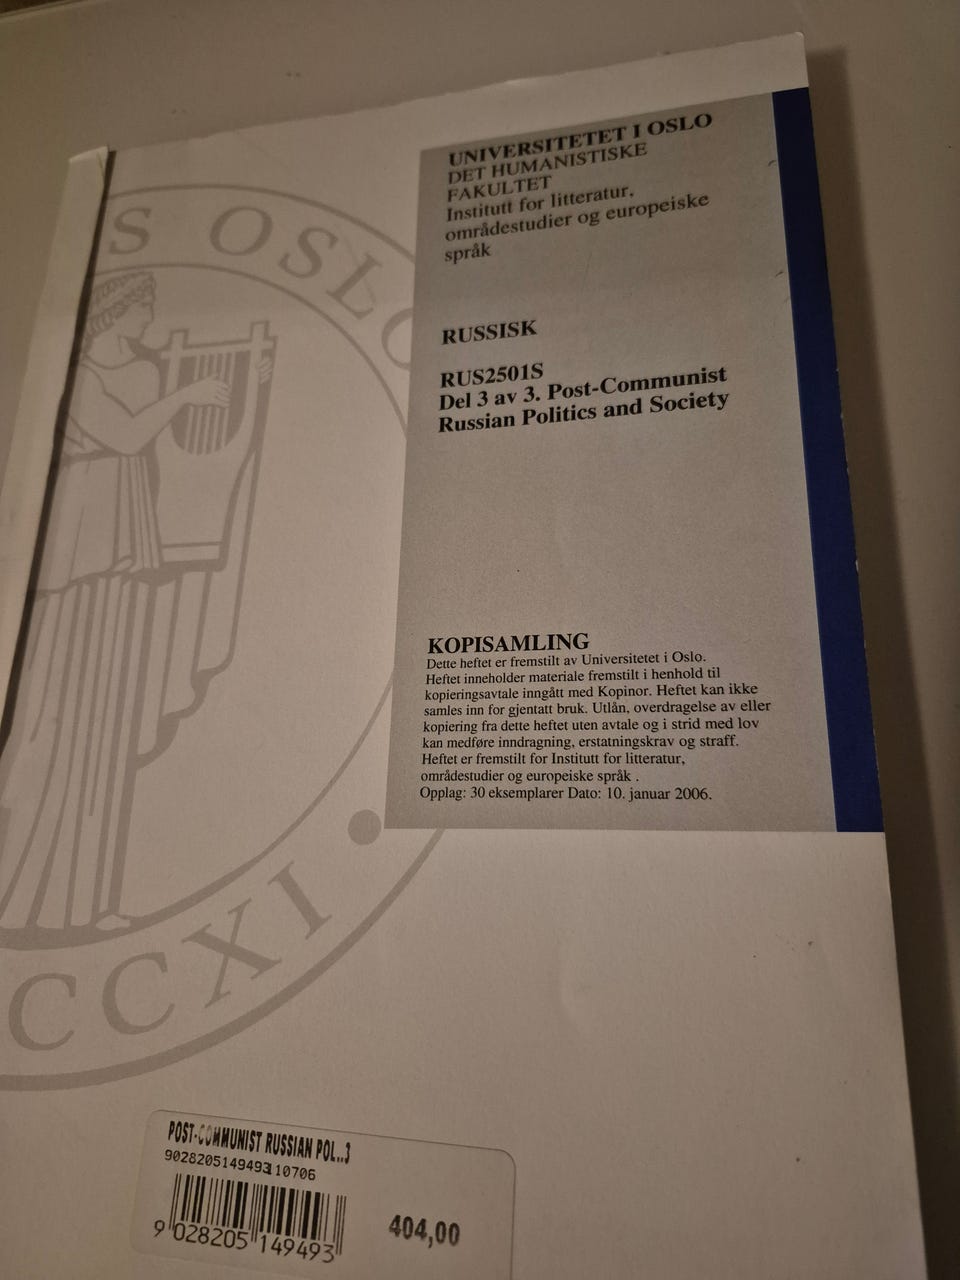 S OSLO
UNIVERSITETET I OSLO
DET HUMANISTISKE
FAKULTET
Institutt for litteratur,
områdestudier og europeiske
språk
RUSSISK
RUS2501S
Del 3 av 3. Post-Communist
Russian Politics and Society
KOPISAMLING
Dette heftet er fremstilt av Universitetet i Oslo.
Heftet inneholder materiale fremstilt i henhold til
kopieringsavtale inngått med Kopinor. Heftet kan ikke
samles inn for gjentatt bruk. Utlån, overdragelse av eller
kopiering fra dette heftet uten avtale og i strid med lov
kan medføre inndragning, erstatningskrav og straff.
Heftet er fremstilt for Institutt for litteratur,
områdestudier og europeiske språk .
Opplag: 30 eksemplarer Dato: 10. januar 2006.
CCXI
POST-COMMUNIST RUSSIAN POL..3
9028205149493 110706
9 028205 149493
404,00